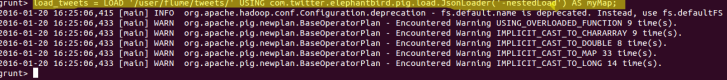 grunt> load_tweets = LOAD '/user/flume/tweets/' USING com.twitter.elephantbird.pig.load.JsonLoader('-nestedLoad') AS myMap;
2016-01-20 16:25:06,415 [main] INFO  org.apache.hadoop.conf.Configuration.deprecation - fs.default.name is deprecated. Instead, use fs.defaultFS
2016-01-20 16:25:06,433 [main] WARN  org.apache.pig.newplan.BaseOperatorPlan - Encountered Warning USING_OVERLOADED_FUNCTION 9 time(s).
2016-01-20 16:25:06,433 [main] WARN  org.apache.pig.newplan.BaseOperatorPlan - Encountered Warning IMPLICIT_CAST_TO_CHARARRAY 9 time(s).
2016-01-20 16:25:06,433 [main] WARN  org.apache.pig.newplan.BaseOperatorPlan - Encountered Warning IMPLICIT_CAST_TO_DOUBLE 8 time(s).
2016-01-20 16:25:06,433 [main] WARN  org.apache.pig.newplan.BaseOperatorPlan - Encountered Warning IMPLICIT_CAST_TO_MAP 33 time(s).
2016-01-20 16:25:06,433 [main] WARN  org.apache.pig.newplan.BaseOperatorPlan - Encountered Warning IMPLICIT_CAST_TO_LONG 14 time(s).
grunt>